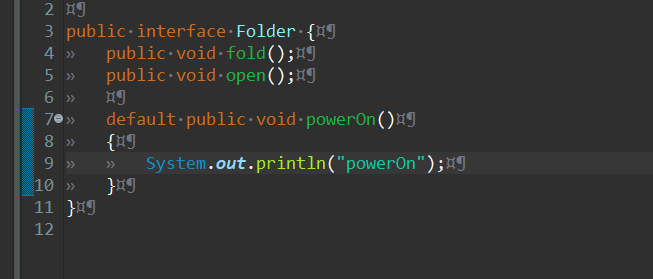 2 ¤¶
3 public·interface·Folder·{¤¶
4 » public·void·fold();¤¶
5 » public·void·open();¤¶
6 » ¤¶
7 » default·public·void·powerOn()¤¶
8 » {¤¶
9 » » System.out.println("powerOn");¤¶
10 » }¤¶
11 }¤¶
12